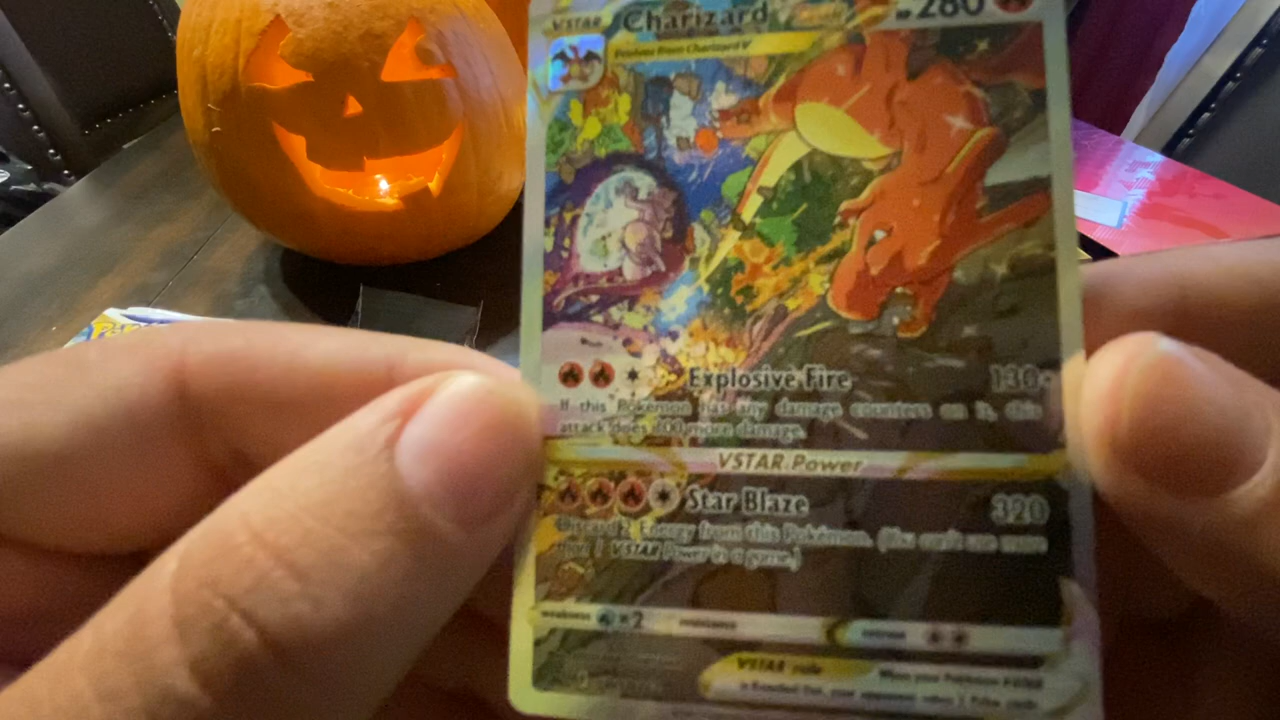 VSTAR Charizard 280
Evolves from Charizard V
Explosive Fire 130+
If this Pokémon has any damage counters on it, this
attack does 100 more damage.
VSTAR Power
Star Blaze 320
Discard 2 Energy from this Pokémon. (You can't use more
than 1 VSTAR Power in a game.)
weakness ×2 resistance retreat
VSTAR rule When your Pokémon VSTAR
is Knocked Out, your opponent takes 2 Prize cards.